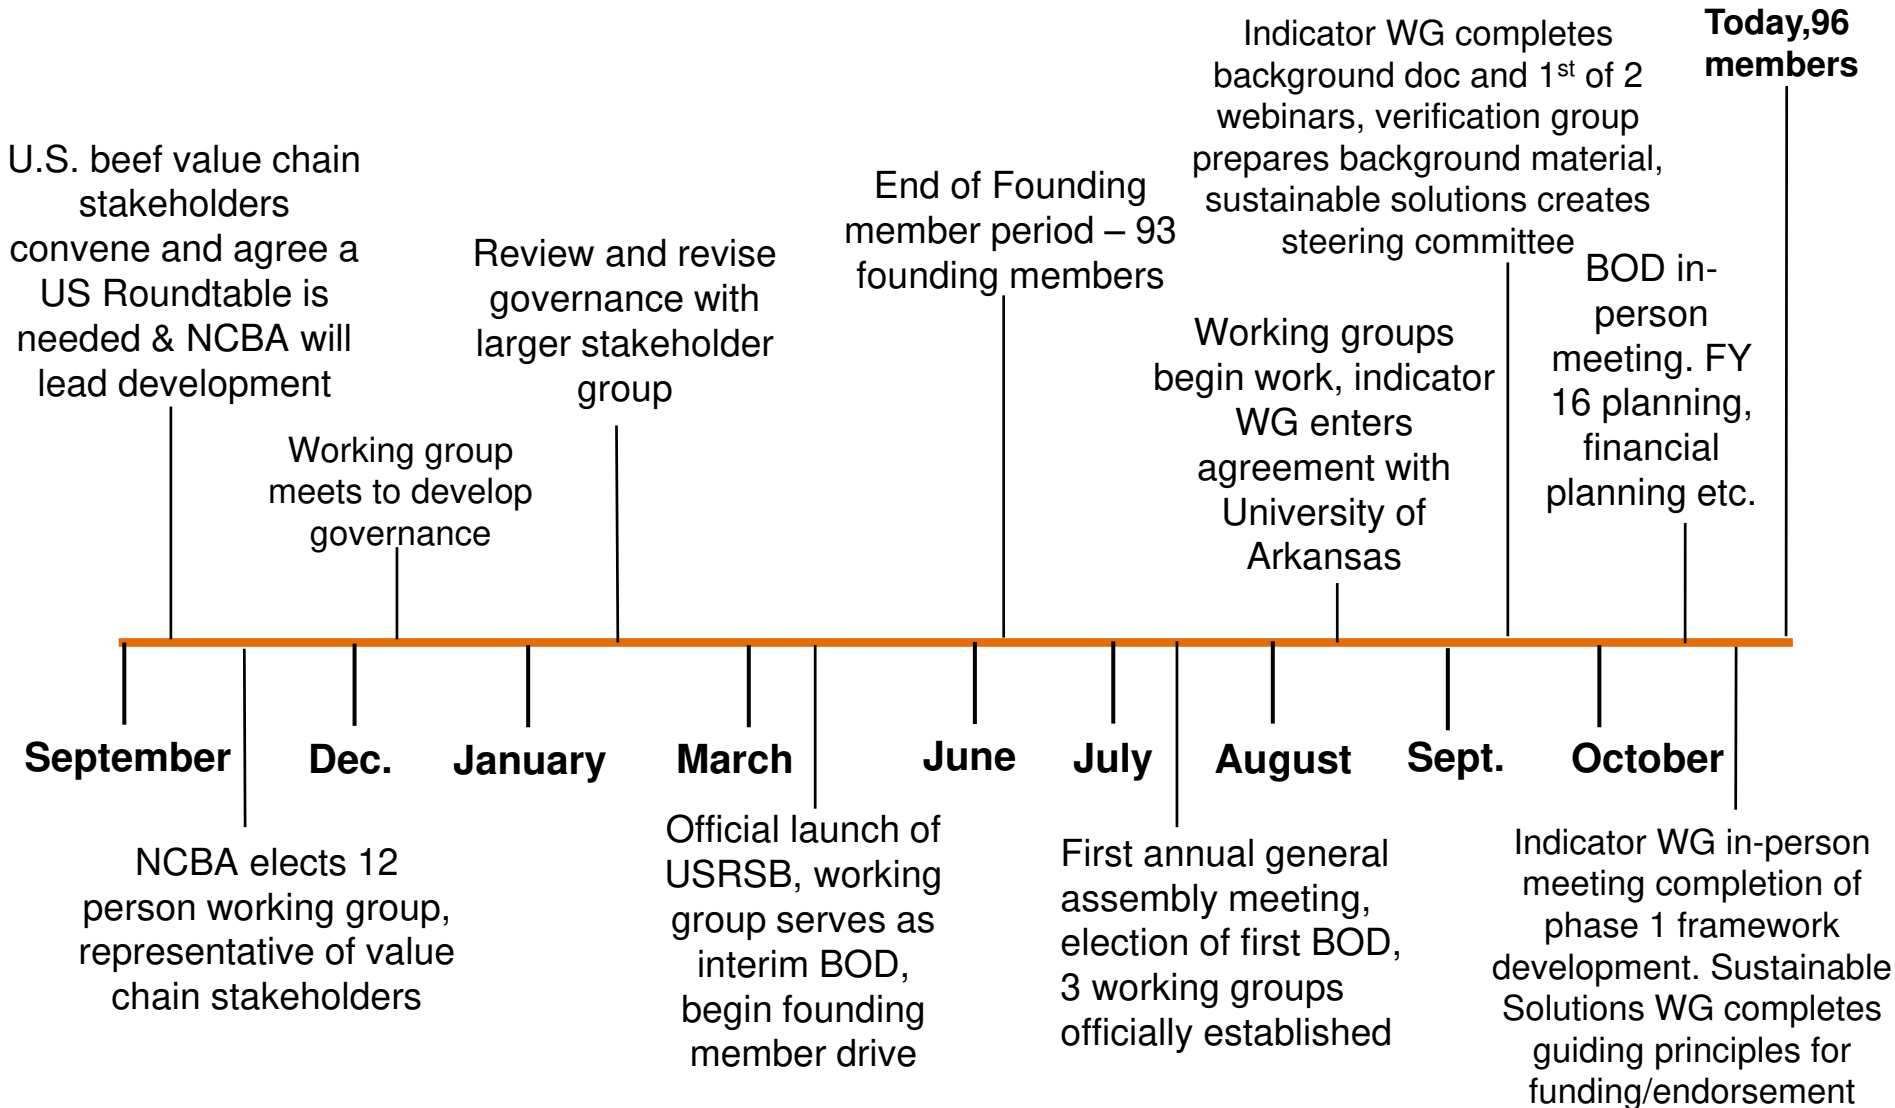 U.S. beef value chain
stakeholders
convene and agree a
US Roundtable is
needed & NCBA will
lead development
Working group
meets to develop
governance
Review and revise
governance with
larger stakeholder
group
End of Founding
member period – 93
founding members
Working groups
begin work, indicator
WG enters
agreement with
University of
Arkansas
Indicator WG completes
background doc and 1st of 2
webinars, verification group
prepares background material,
sustainable solutions creates
steering committee
BOD in-
person
meeting. FY
16 planning,
financial
planning etc.
Today,96
members
September
Dec.
January
March
June
July
August
Sept.
October
NCBA elects 12
person working group,
representative of value
chain stakeholders
Official launch of
USRSB, working
group serves as
interim BOD,
begin founding
member drive
First annual general
assembly meeting,
election of first BOD,
3 working groups
officially established
Indicator WG in-person
meeting completion of
phase 1 framework
development. Sustainable
Solutions WG completes
guiding principles for
funding/endorsement